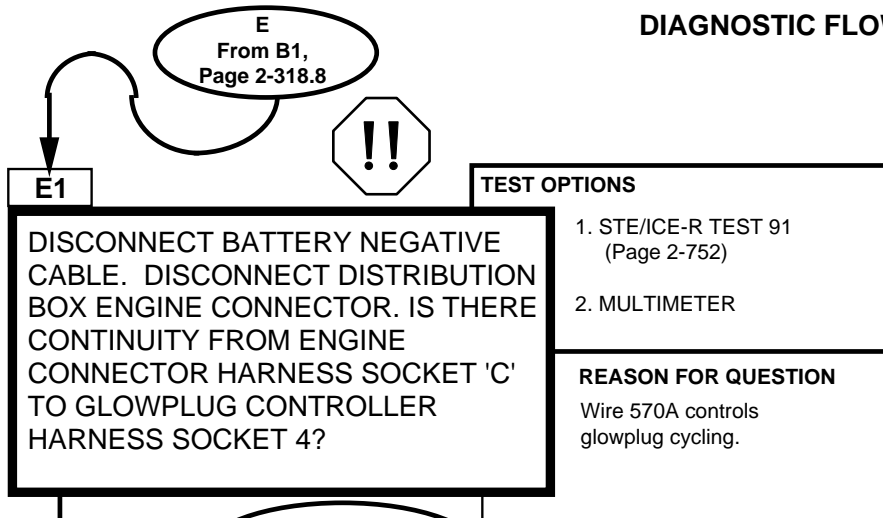 DIAGNOSTIC FLOW
E
From B1,
Page 2-318.8
!!
E1
DISCONNECT BATTERY NEGATIVE
CABLE. DISCONNECT DISTRIBUTION
BOX ENGINE CONNECTOR. IS THERE
CONTINUITY FROM ENGINE
CONNECTOR HARNESS SOCKET 'C'
TO GLOWPLUG CONTROLLER
HARNESS SOCKET 4?
TEST OPTIONS
1. STE/ICE-R TEST 91
(Page 2-752)
2. MULTIMETER
REASON FOR QUESTION
Wire 570A controls
glowplug cycling.